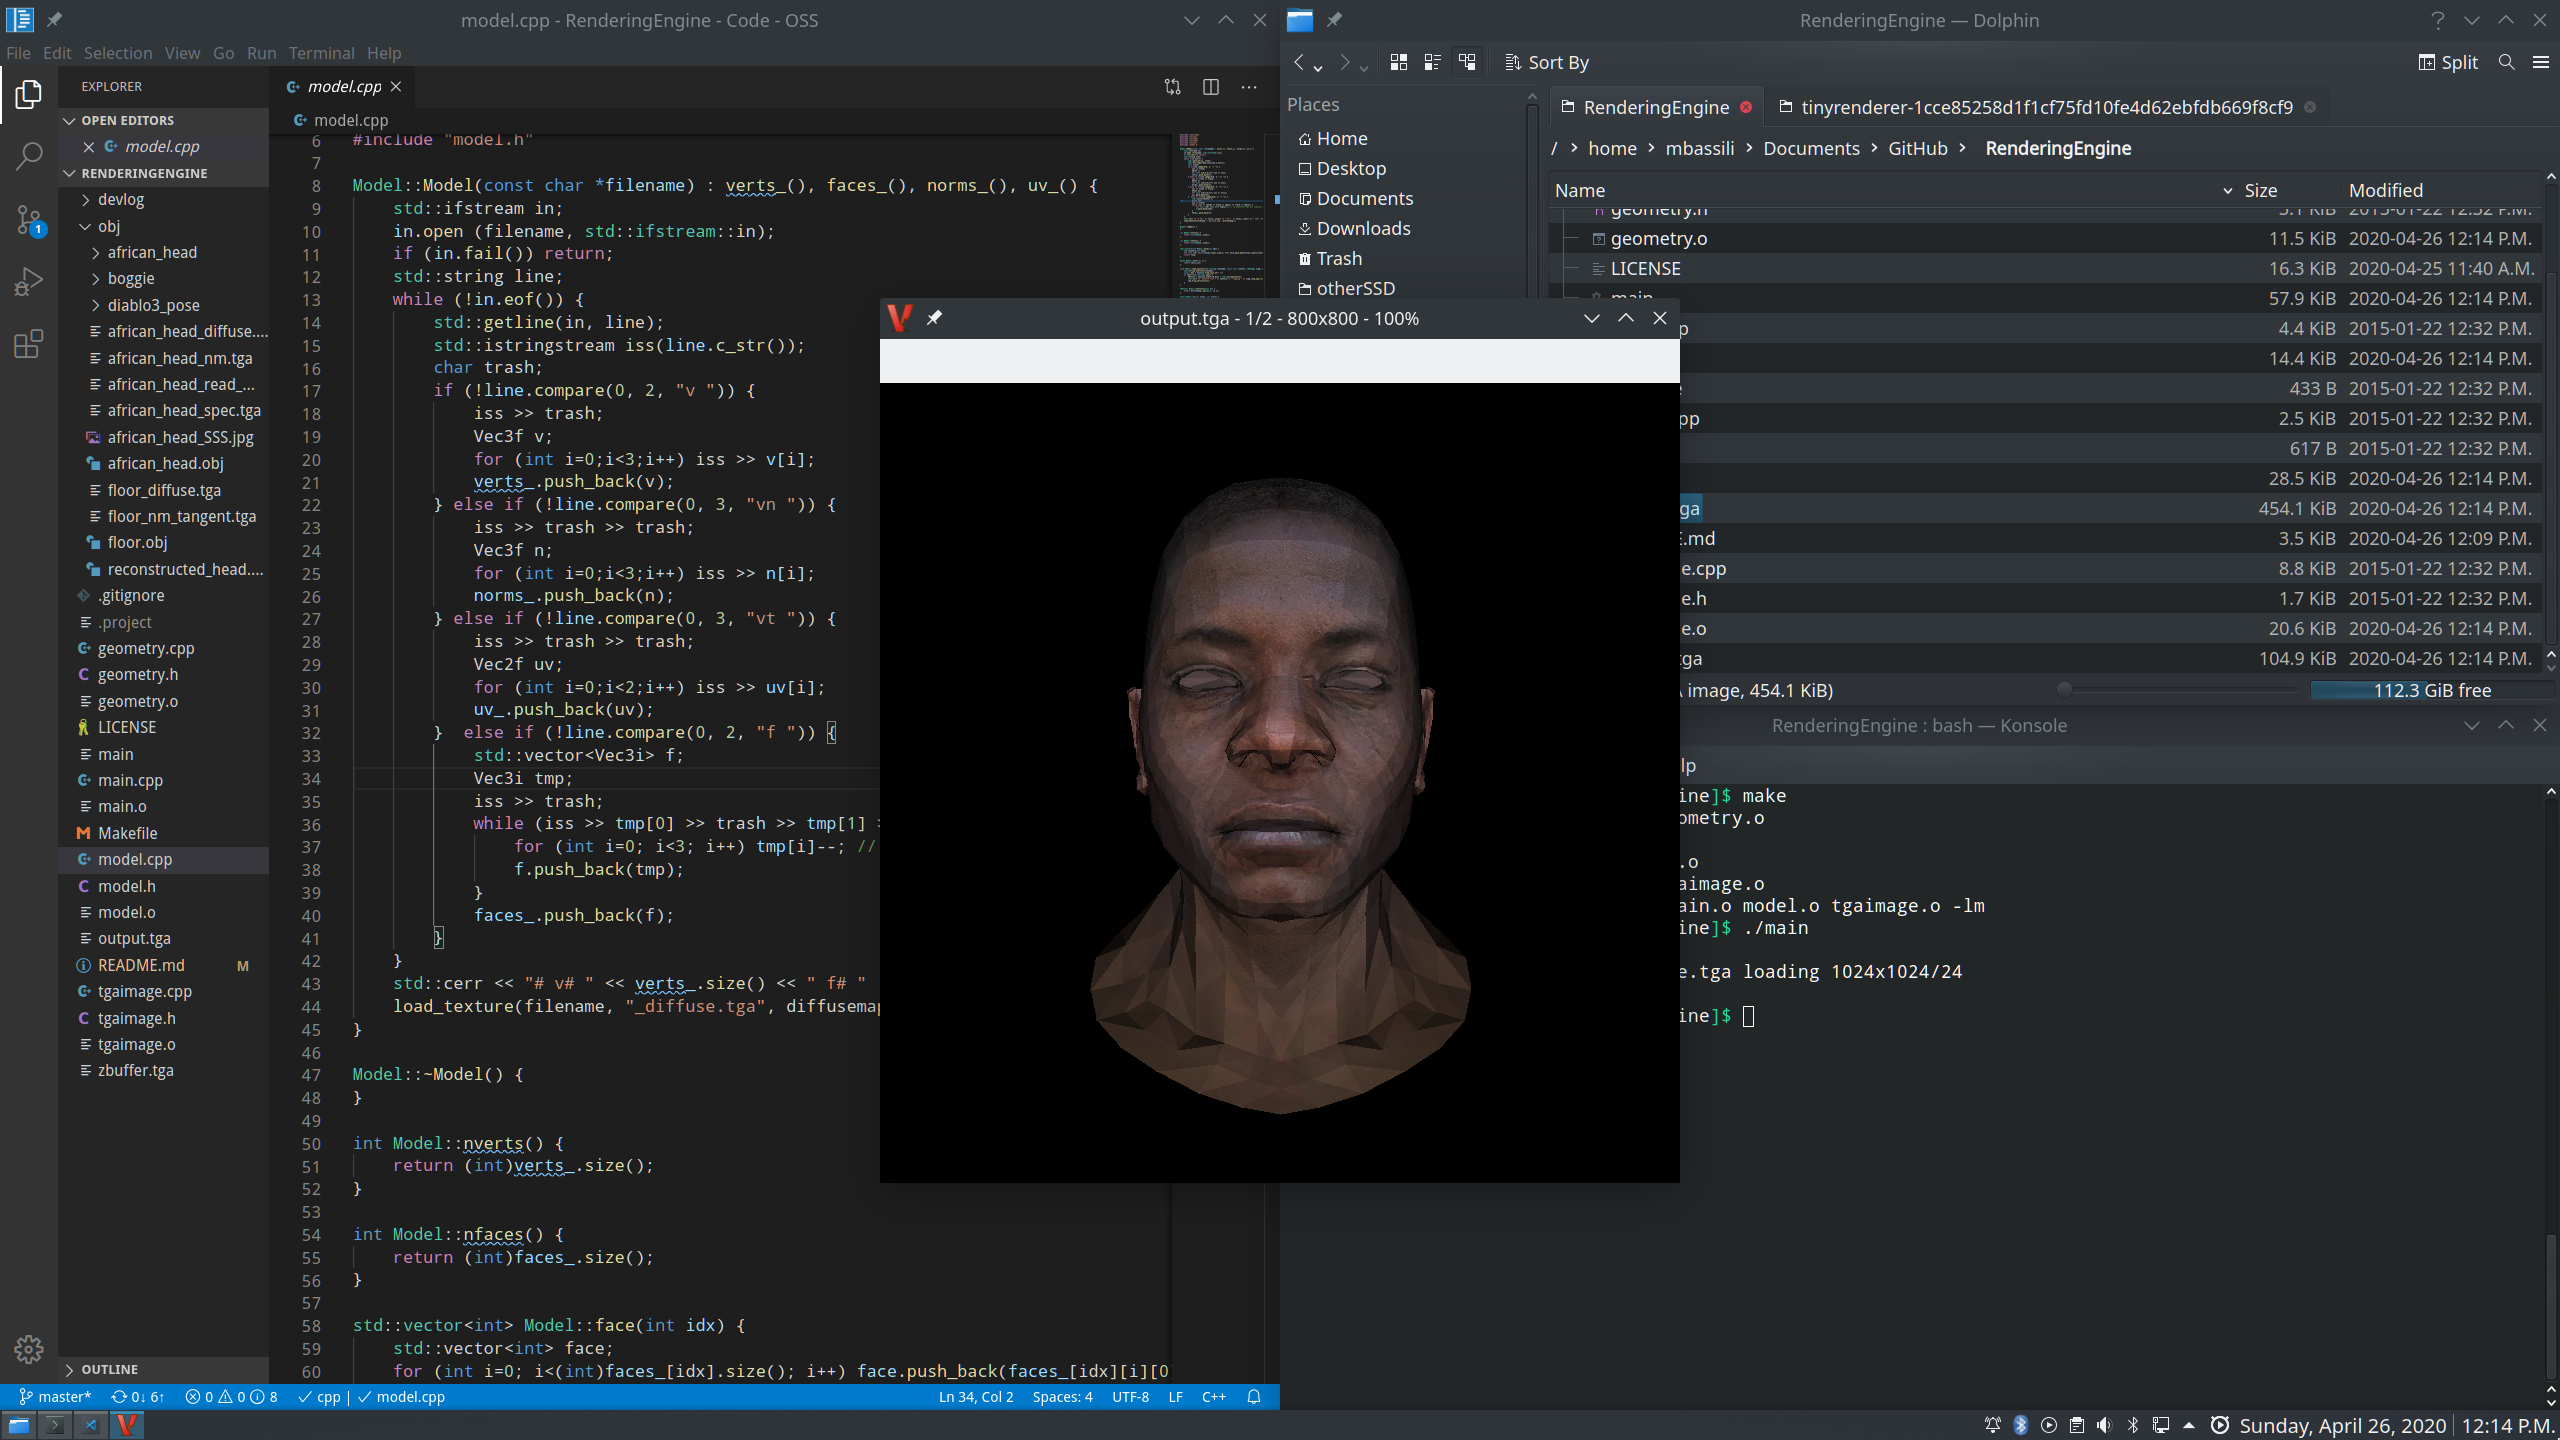 model.cpp - RenderingEngine - Code - OSS
File Edit Selection View Go Run Terminal Help
EXPLORER
OPEN EDITORS
model.cpp
RENDERINGENGINE
devlog
obj
african_head
boggie
diablo3_pose
african_head_diffuse....
african_head_nm.tga
african_head_read_...
african_head_spec.tga
african_head_SSS.jpg
african_head.obj
floor_diffuse.tga
floor_nm_tangent.tga
floor.obj
reconstructed_head....
.gitignore
.project
geometry.cpp
geometry.h
geometry.o
LICENSE
main
main.cpp
main.o
Makefile
model.cpp
model.h
model.o
output.tga
README.md M
tgaimage.cpp
tgaimage.h
tgaimage.o
zbuffer.tga
OUTLINE
model.cpp
model.cpp
6 #include "model.h"
7
8 Model::Model(const char *filename) : verts_(), faces_(), norms_(), uv_() {
9 std::ifstream in;
10 in.open (filename, std::ifstream::in);
11 if (in.fail()) return;
12 std::string line;
13 while (!in.eof()) {
14 std::getline(in, line);
15 std::istringstream iss(line.c_str());
16 char trash;
17 if (!line.compare(0, 2, "v ")) {
18 iss >> trash;
19 Vec3f v;
20 for (int i=0;i<3;i++) iss >> v[i];
21 verts_.push_back(v);
22 } else if (!line.compare(0, 3, "vn ")) {
23 iss >> trash >> trash;
24 Vec3f n;
25 for (int i=0;i<3;i++) iss >> n[i];
26 norms_.push_back(n);
27 } else if (!line.compare(0, 3, "vt ")) {
28 iss >> trash >> trash;
29 Vec2f uv;
30 for (int i=0;i<2;i++) iss >> uv[i];
31 uv_.push_back(uv);
32 }  else if (!line.compare(0, 2, "f ")) {
33 std::vector<Vec3i> f;
34 Vec3i tmp;
35 iss >> trash;
36 while (iss >> tmp[0] >> trash >> tmp[1] >
37 for (int i=0; i<3; i++) tmp[i]--; //
38 f.push_back(tmp);
39 }
40 faces_.push_back(f);
41 }
42 }
43 std::cerr << "# v# " << verts_.size() << " f# "
44 load_texture(filename, "_diffuse.tga", diffusemap
45 }
46
47 Model::~Model() {
48 }
49
50 int Model::nverts() {
51 return (int)verts_.size();
52 }
53
54 int Model::nfaces() {
55 return (int)faces_.size();
56 }
57
58 std::vector<int> Model::face(int idx) {
59 std::vector<int> face;
60 for (int i=0; i<(int)faces_[idx].size(); i++) face.push_back(faces_[idx][i][0
master* 0↓ 6↑ 0 0 8 cpp | model.cpp Ln 34, Col 2 Spaces: 4 UTF-8 LF C++
output.tga - 1/2 - 800x800 - 100%
RenderingEngine — Dolphin
Sort By Split
Places
Home
Desktop
Documents
Downloads
Trash
otherSSD
RenderingEngine tinyrenderer-1cce85258d1f1cf75fd10fe4d62ebfdb669f8cf9
/ > home > mbassili > Documents > GitHub > RenderingEngine
Name Size Modified
geometry.h 3.1 KiB 2015-01-22 12:32 P.M.
geometry.o 11.5 KiB 2020-04-26 12:14 P.M.
LICENSE 16.3 KiB 2020-04-25 11:40 A.M.
main 57.9 KiB 2020-04-26 12:14 P.M.
p 4.4 KiB 2015-01-22 12:32 P.M.
14.4 KiB 2020-04-26 12:14 P.M.
433 B 2015-01-22 12:32 P.M.
pp 2.5 KiB 2015-01-22 12:32 P.M.
617 B 2015-01-22 12:32 P.M.
28.5 KiB 2020-04-26 12:14 P.M.
ga 454.1 KiB 2020-04-26 12:14 P.M.
E.md 3.5 KiB 2020-04-26 12:09 P.M.
e.cpp 8.8 KiB 2015-01-22 12:32 P.M.
e.h 1.7 KiB 2015-01-22 12:32 P.M.
e.o 20.6 KiB 2020-04-26 12:14 P.M.
ga 104.9 KiB 2020-04-26 12:14 P.M.
image, 454.1 KiB) 112.3 GiB free
RenderingEngine : bash — Konsole
lp
ine]$ make
ometry.o
.o
aimage.o
ain.o model.o tgaimage.o -lm
ine]$ ./main
e.tga loading 1024x1024/24
ine]$
Sunday, April 26, 2020 12:14 P.M.